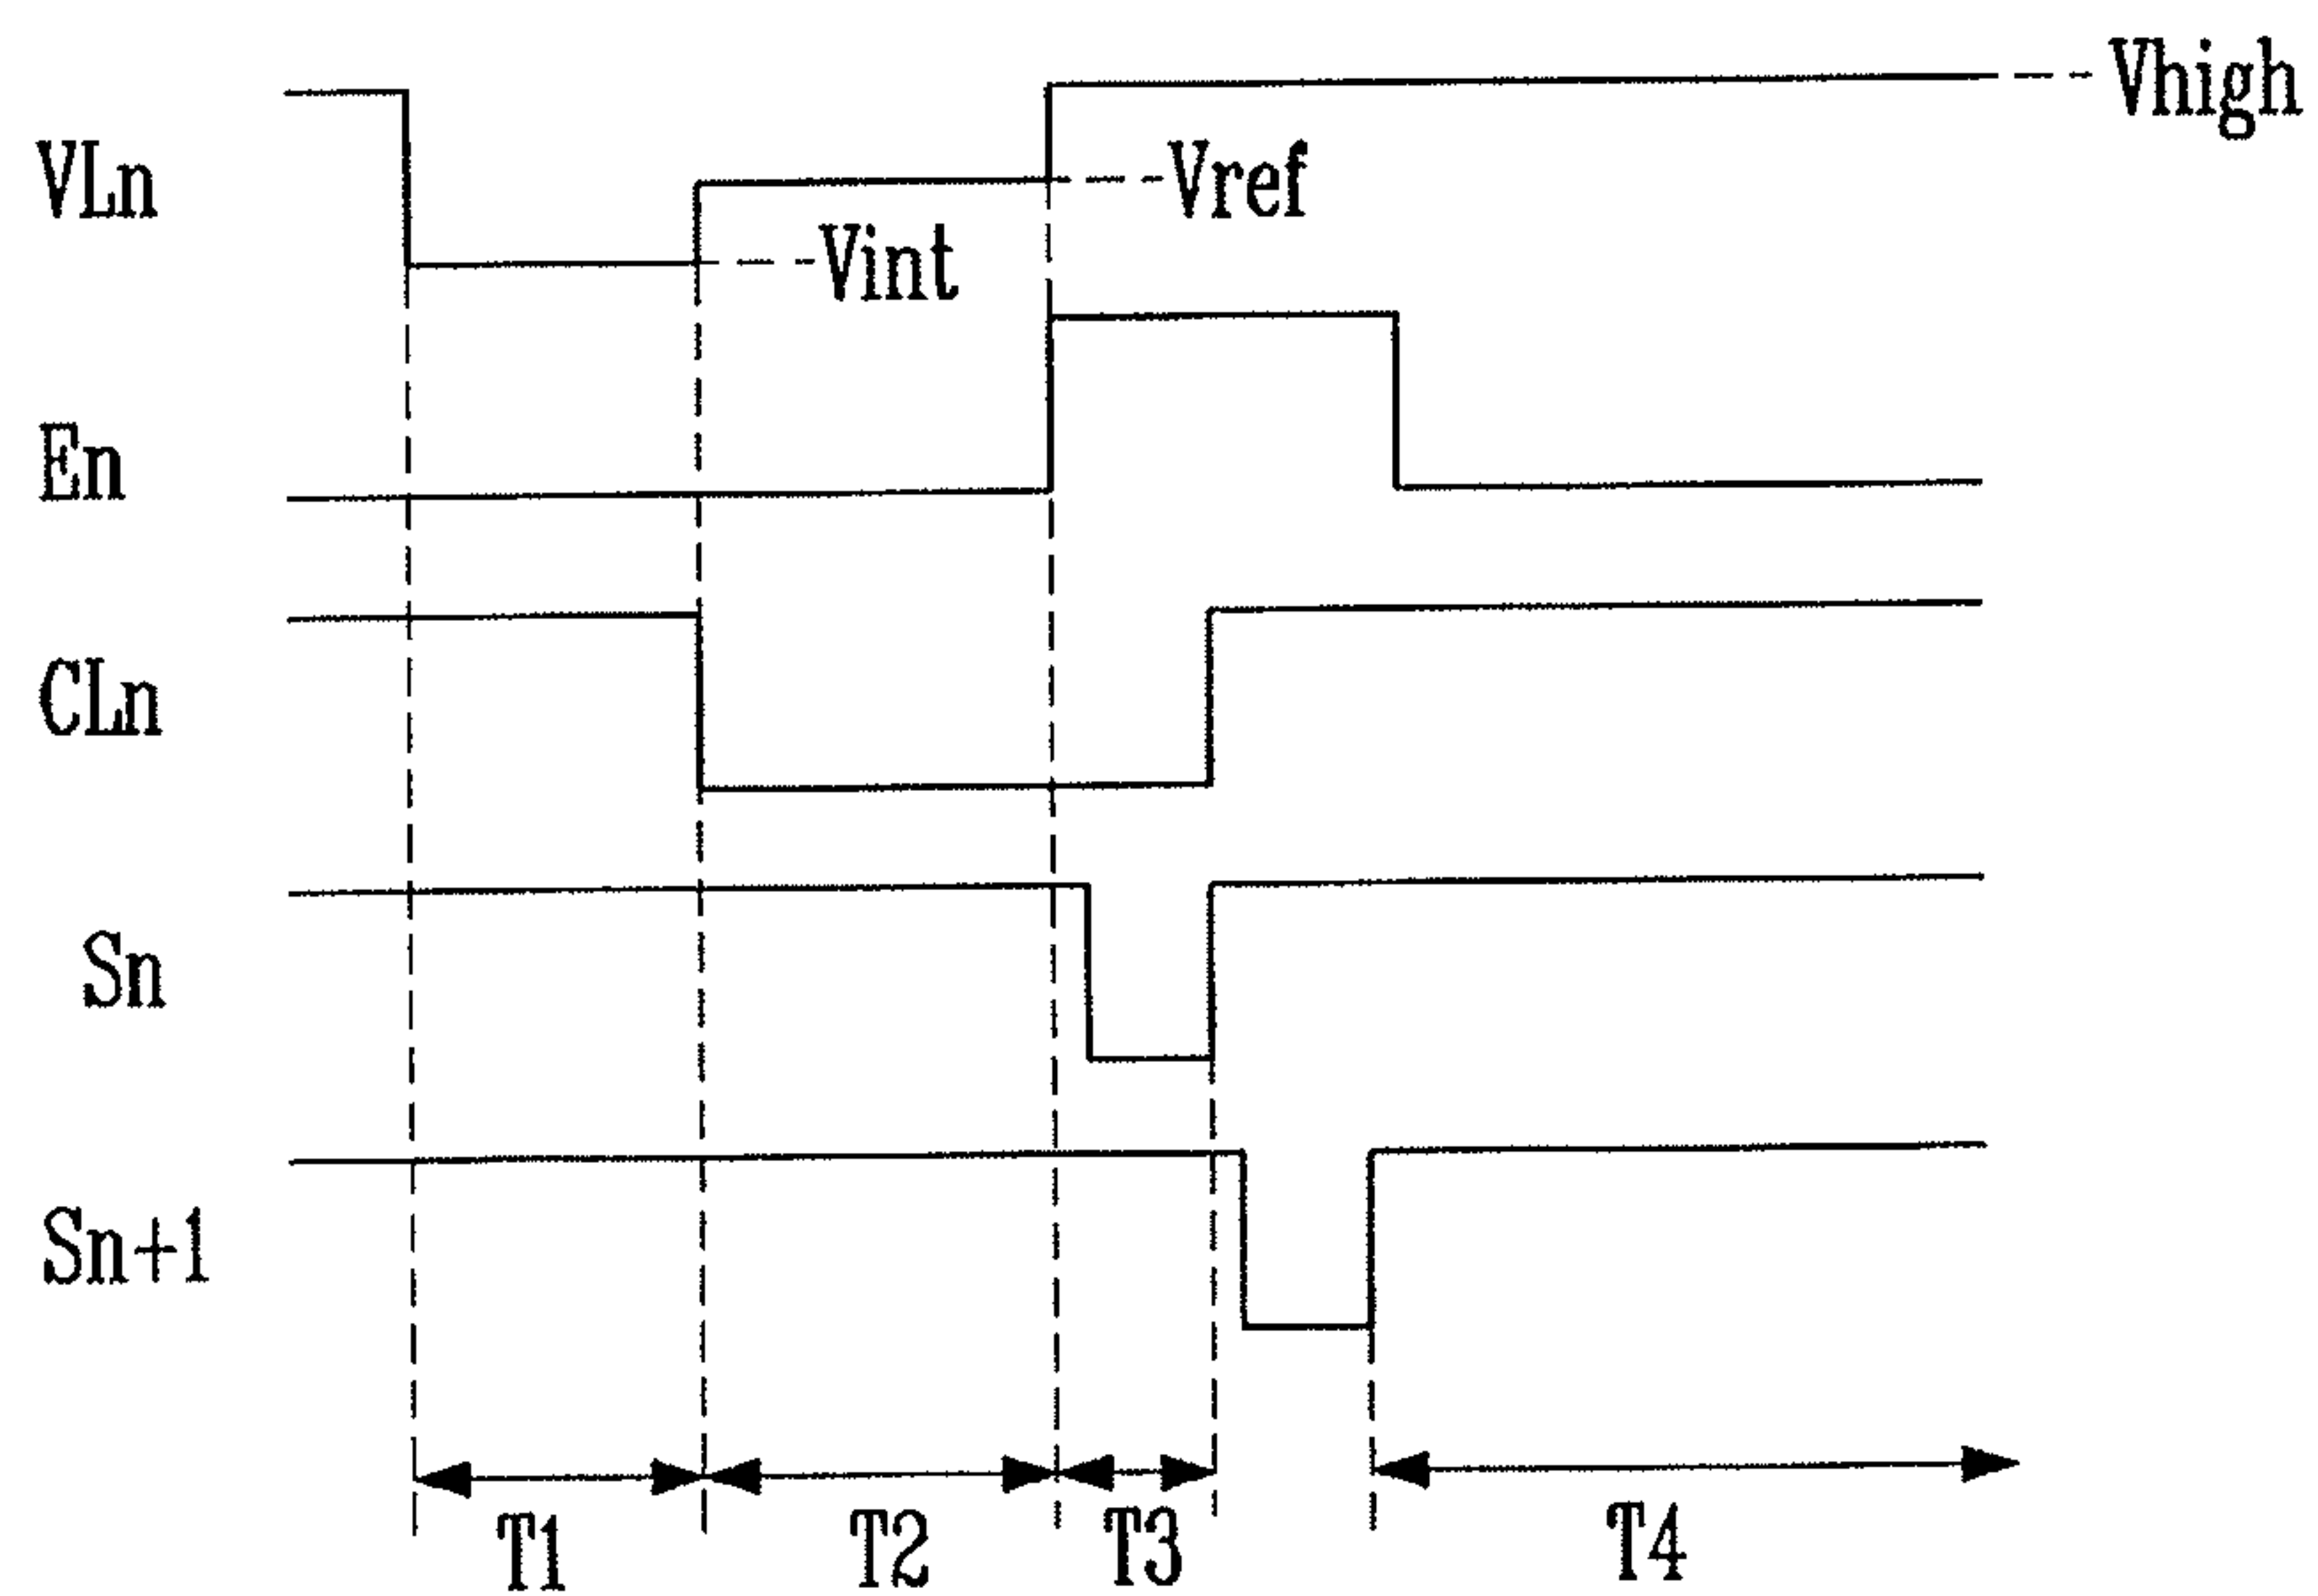 Vhigh
VLn
Vref
Vint
En
CLn
Sn
Sn+1
T1 T2 T3 T4